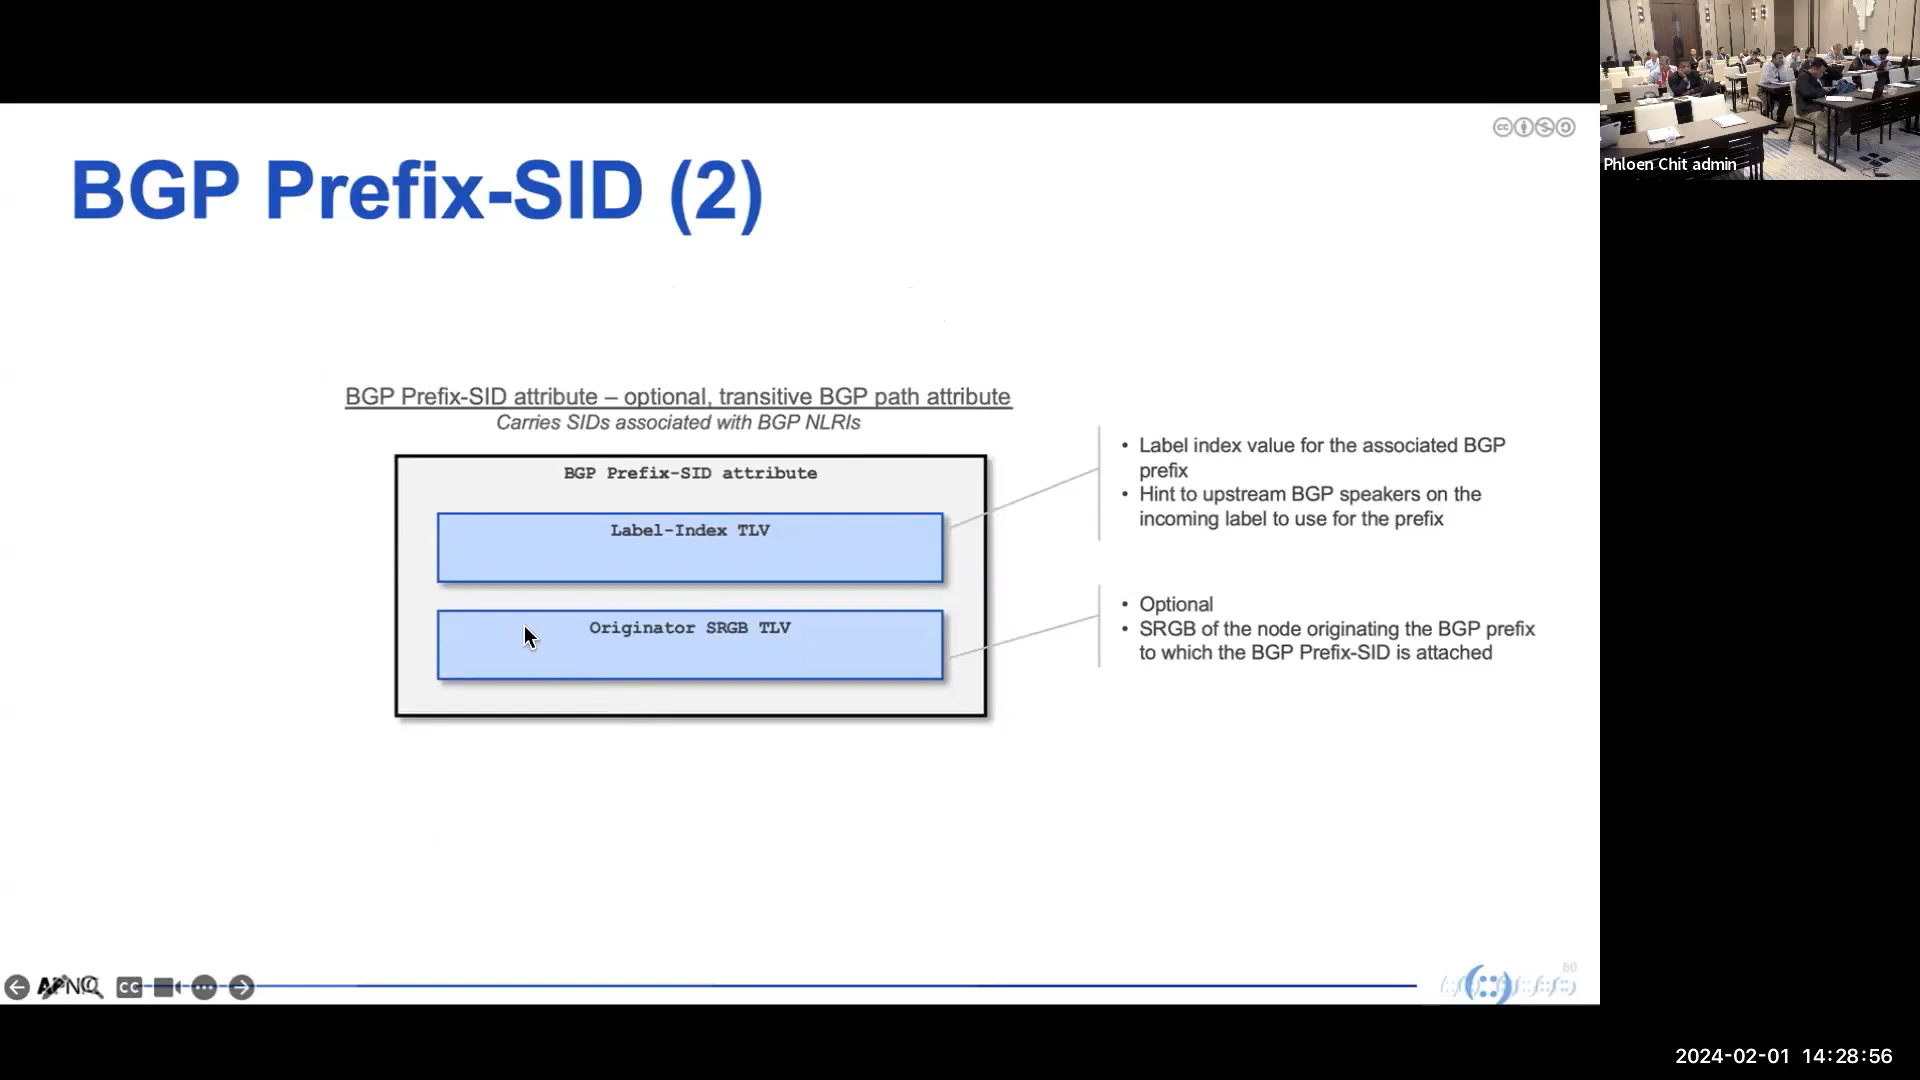 Phloen Chit admin
BGP Prefix-SID (2)
BGP Prefix-SID attribute – optional, transitive BGP path attribute
Carries SIDs associated with BGP NLRIs
BGP Prefix-SID attribute
Label-Index TLV
Originator SRGB TLV
• Label index value for the associated BGP
prefix
• Hint to upstream BGP speakers on the
incoming label to use for the prefix
• Optional
• SRGB of the node originating the BGP prefix
to which the BGP Prefix-SID is attached
CC
2024-02-01 14:28:56